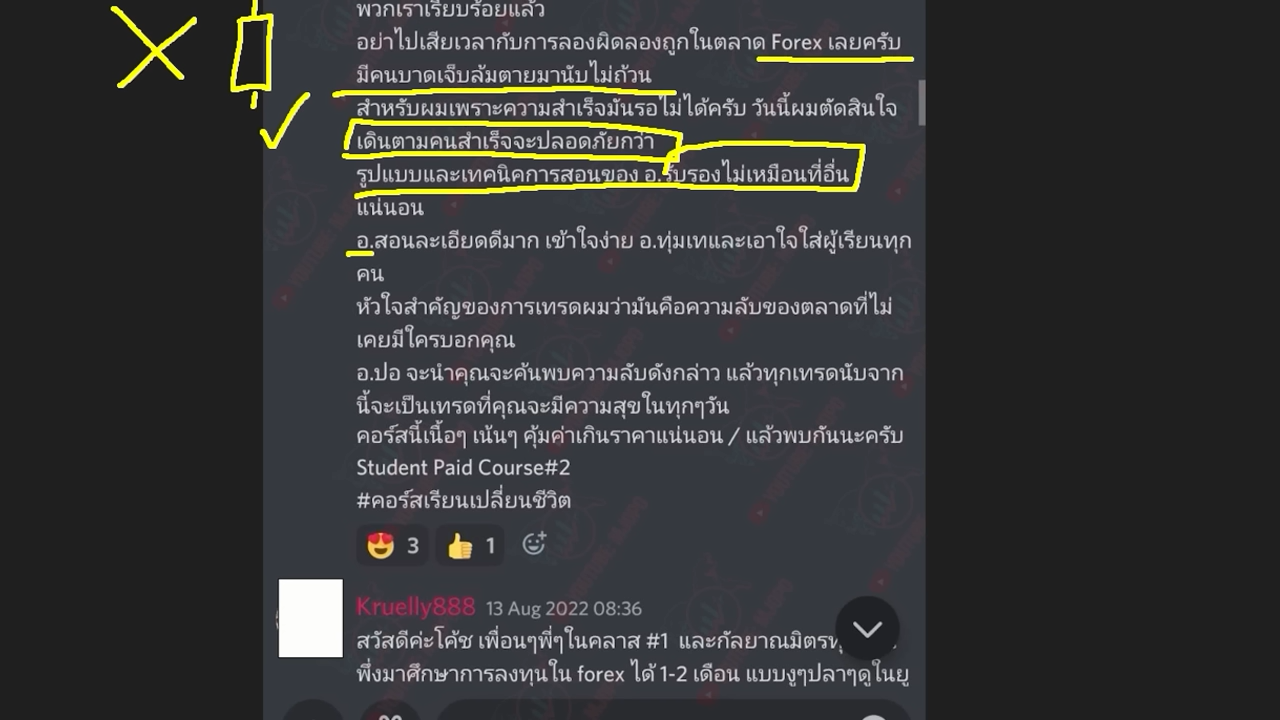 พวกเราเรียบร้อยแล้ว
อย่าไปเสียเวลากับการลองผิดลองถูกในตลาด Forex เลยครับ
มีคนบาดเจ็บล้มตายมานับไม่ถ้วน
สำหรับผมเพราะความสำเร็จมันรอไม่ได้ครับ วันนี้ผมตัดสินใจ
เดินตามคนสำเร็จจะปลอดภัยกว่า
รูปแบบและเทคนิคการสอนของ อ.รับรองไม่เหมือนที่อื่น
แน่นอน
อ.สอนละเอียดดีมาก เข้าใจง่าย อ.ทุ่มเทและเอาใจใส่ผู้เรียนทุก
คน
หัวใจสำคัญของการเทรดผมว่ามันคือความลับของตลาดที่ไม่
เคยมีใครบอกคุณ
อ.ปอ จะนำคุณจะค้นพบความลับดังกล่าว แล้วทุกเทรดนับจาก
นี้จะเป็นเทรดที่คุณจะมีความสุขในทุกๆวัน
คอร์สนี้เนื้อๆ เน้นๆ คุ้มค่าเกินราคาแน่นอน / แล้วพบกันนะครับ
Student Paid Course#2
#คอร์สเรียนเปลี่ยนชีวิต
3 1
Kruelly888 13 Aug 2022 08:36
สวัสดีค่ะโค้ช เพื่อนๆพี่ๆในคลาส #1 และกัลยาณมิตร
พึ่งมาศึกษาการลงทุนใน forex ได้ 1-2 เดือน แบบงูๆปลาๆดูในยู